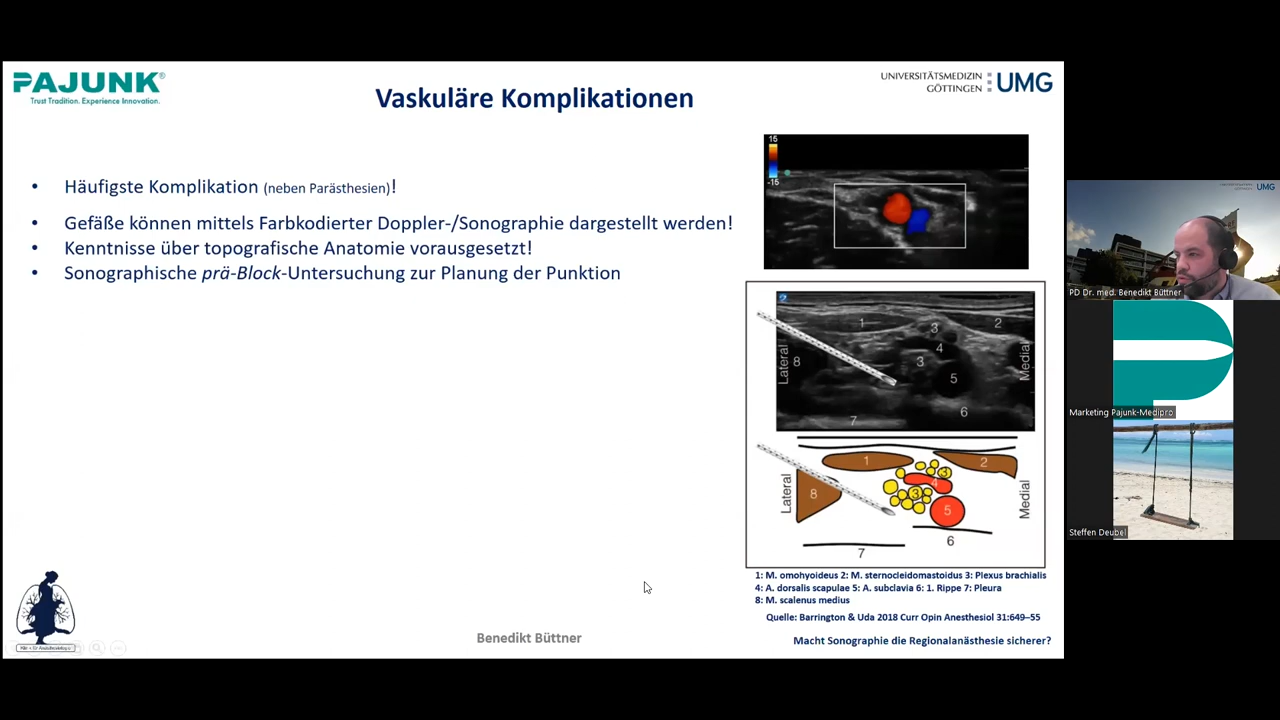 PAJUNK®
Trust Tradition. Experience Innovation.
Vaskuläre Komplikationen
UNIVERSITÄTSMEDIZIN
GÖTTINGEN
UMG
• Häufigste Komplikation (neben Parästhesien)!
• Gefäße können mittels Farbkodierter Doppler-/Sonographie dargestellt werden!
• Kenntnisse über topografische Anatomie vorausgesetzt!
• Sonographische prä-Block-Untersuchung zur Planung der Punktion
15
-15
2
1
3
2
4
Lateral
8
3
Medial
5
6
7
1
2
3
4
Lateral
8
3
Medial
5
6
7
1: M. omohyoideus 2: M. sternocleidomastoidus 3: Plexus brachialis
4: A. dorsalis scapulae 5: A. subclavia 6: 1. Rippe 7: Pleura
8: M. scalenus medius
Quelle: Barrington & Uda 2018 Curr Opin Anesthesiol 31:649–55
Benedikt Büttner
Macht Sonographie die Regionalanästhesie sicherer?
UMG
PD Dr. med. Benedikt Büttner
Marketing Pajunk-Medipro
Steffen Deubel